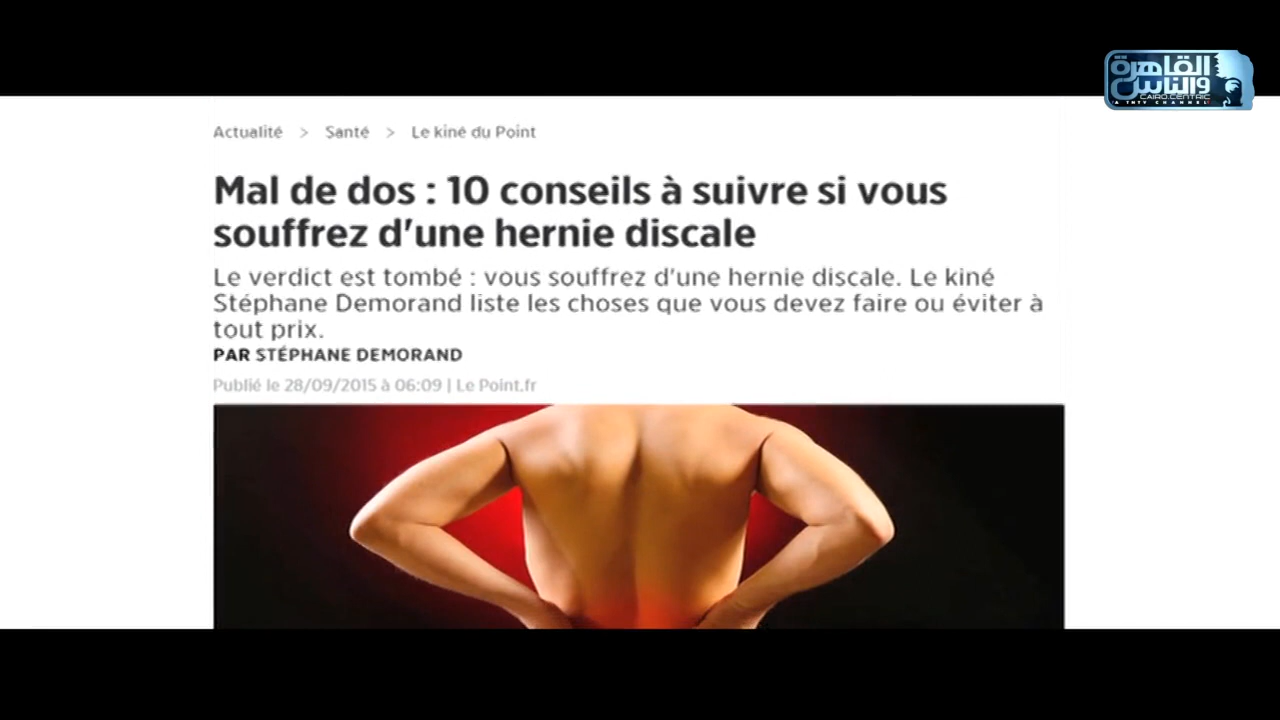 القاهرة
والناس
CAIRO.CENTRIC
A TNTV CHANNEL
Actualité > Santé > Le kiné du Point
Mal de dos : 10 conseils à suivre si vous
souffrez d'une hernie discale
Le verdict est tombé : vous souffrez d'une hernie discale. Le kiné
Stéphane Demorand liste les choses que vous devez faire ou éviter à
tout prix.
PAR STÉPHANE DEMORAND
Publié le 28/09/2015 à 06:09 | Le Point.fr